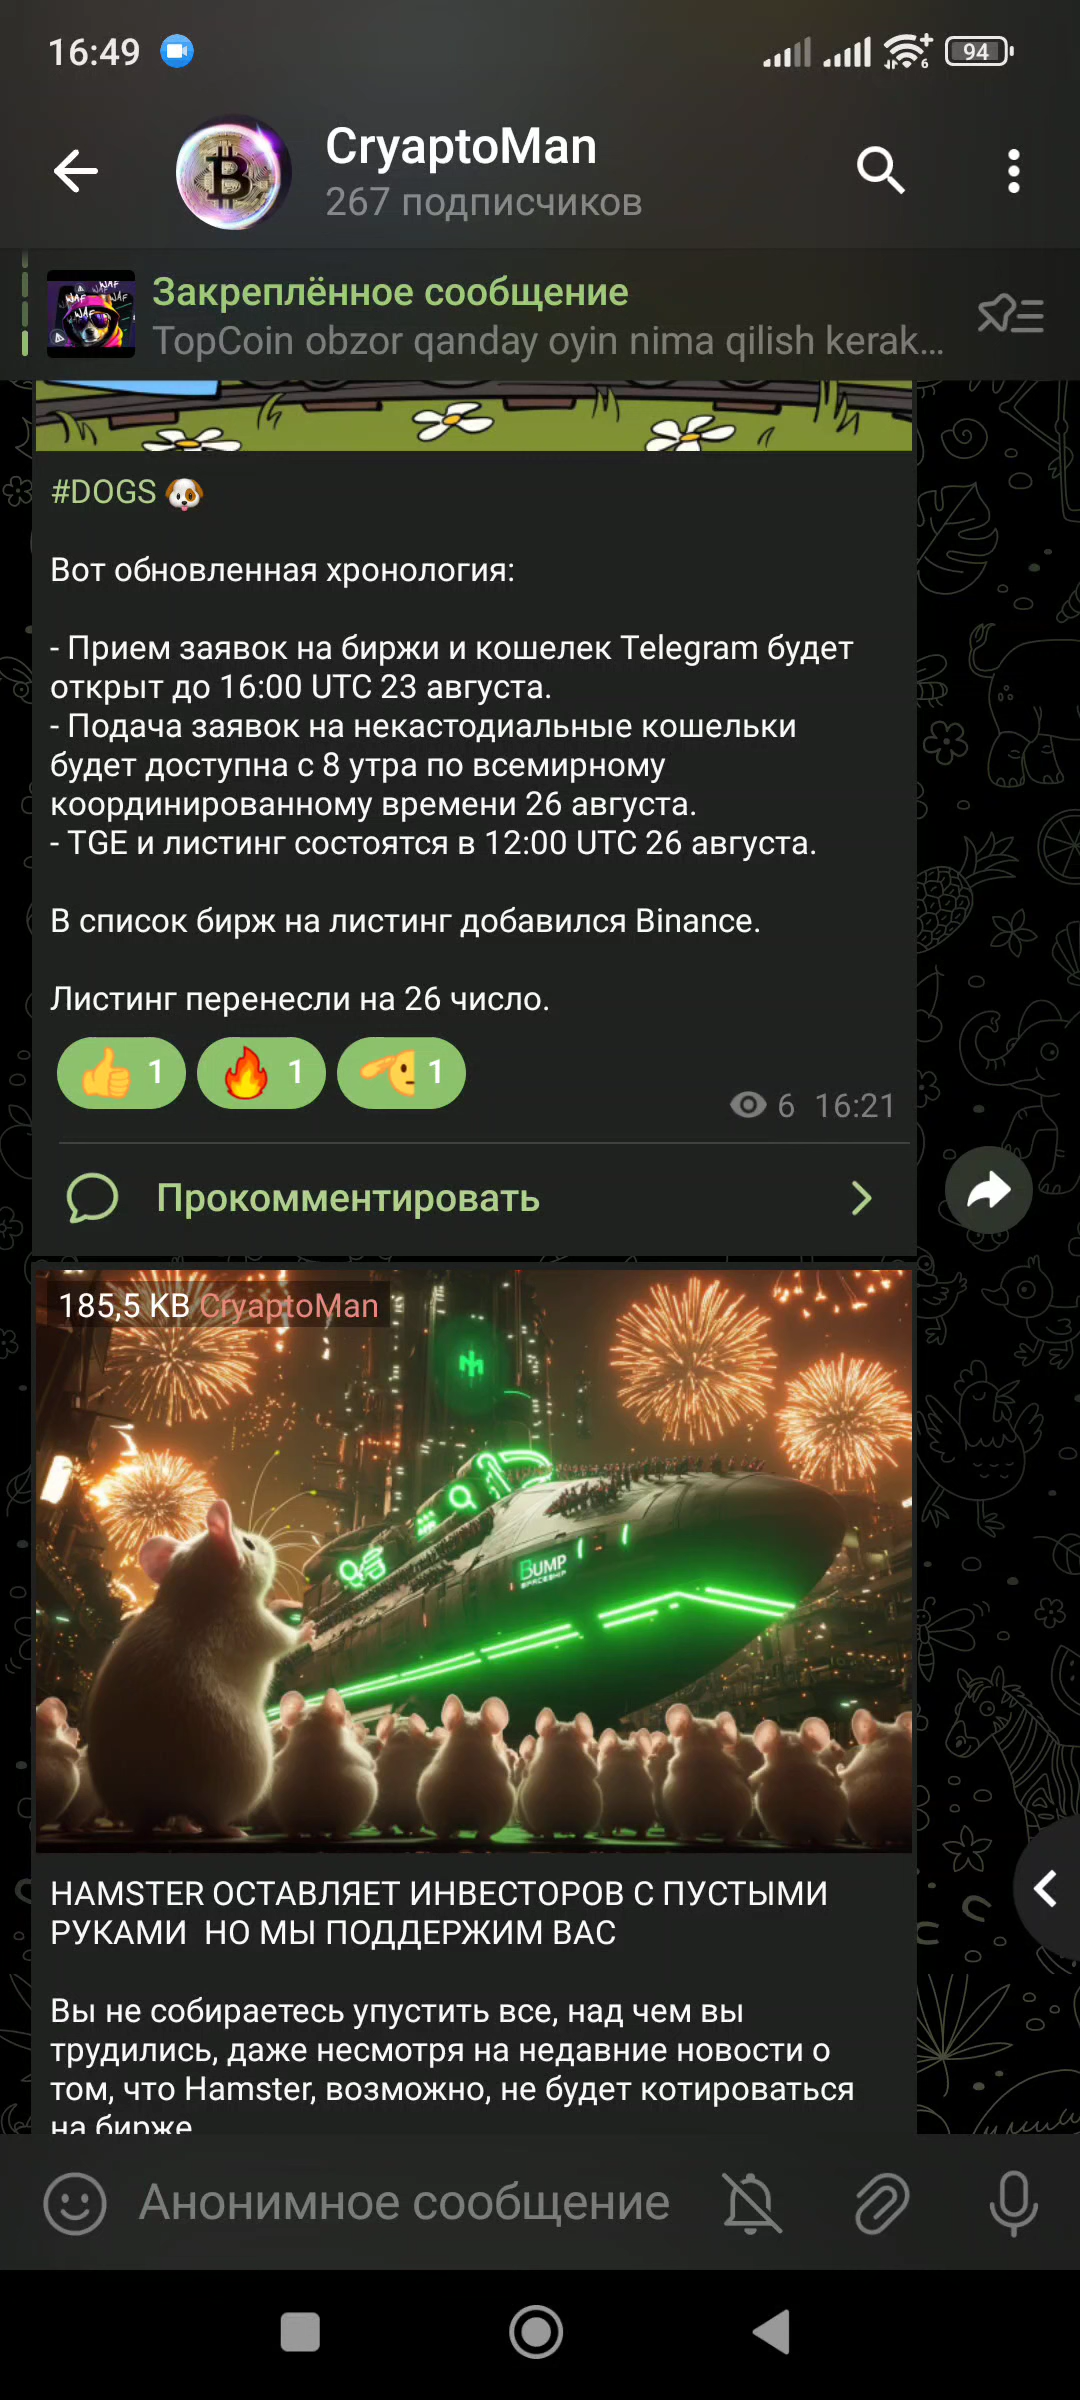 16:49
6
94
CryaptoMan
267 подписчиков
Закреплённое сообщение
TopCoin obzor qanday oyin nima qilish kerak...
#DOGS
Вот обновленная хронология:
- Прием заявок на биржи и кошелек Telegram будет
открыт до 16:00 UTC 23 августа.
- Подача заявок на некастодиальные кошельки
будет доступна с 8 утра по всемирному
координированному времени 26 августа.
- TGE и листинг состоятся в 12:00 UTC 26 августа.
В список бирж на листинг добавился Binance.
Листинг перенесли на 26 число.
1 1 1
6 16:21
Прокомментировать
185,5 KB CryaptoMan
BUMP
SPACESHIP
HAMSTER ОСТАВЛЯЕТ ИНВЕСТОРОВ С ПУСТЫМИ
РУКАМИ НО МЫ ПОДДЕРЖИМ ВАС
Вы не собираетесь упустить все, над чем вы
трудились, даже несмотря на недавние новости о
том, что Hamster, возможно, не будет котироваться
на бирже
Анонимное сообщение